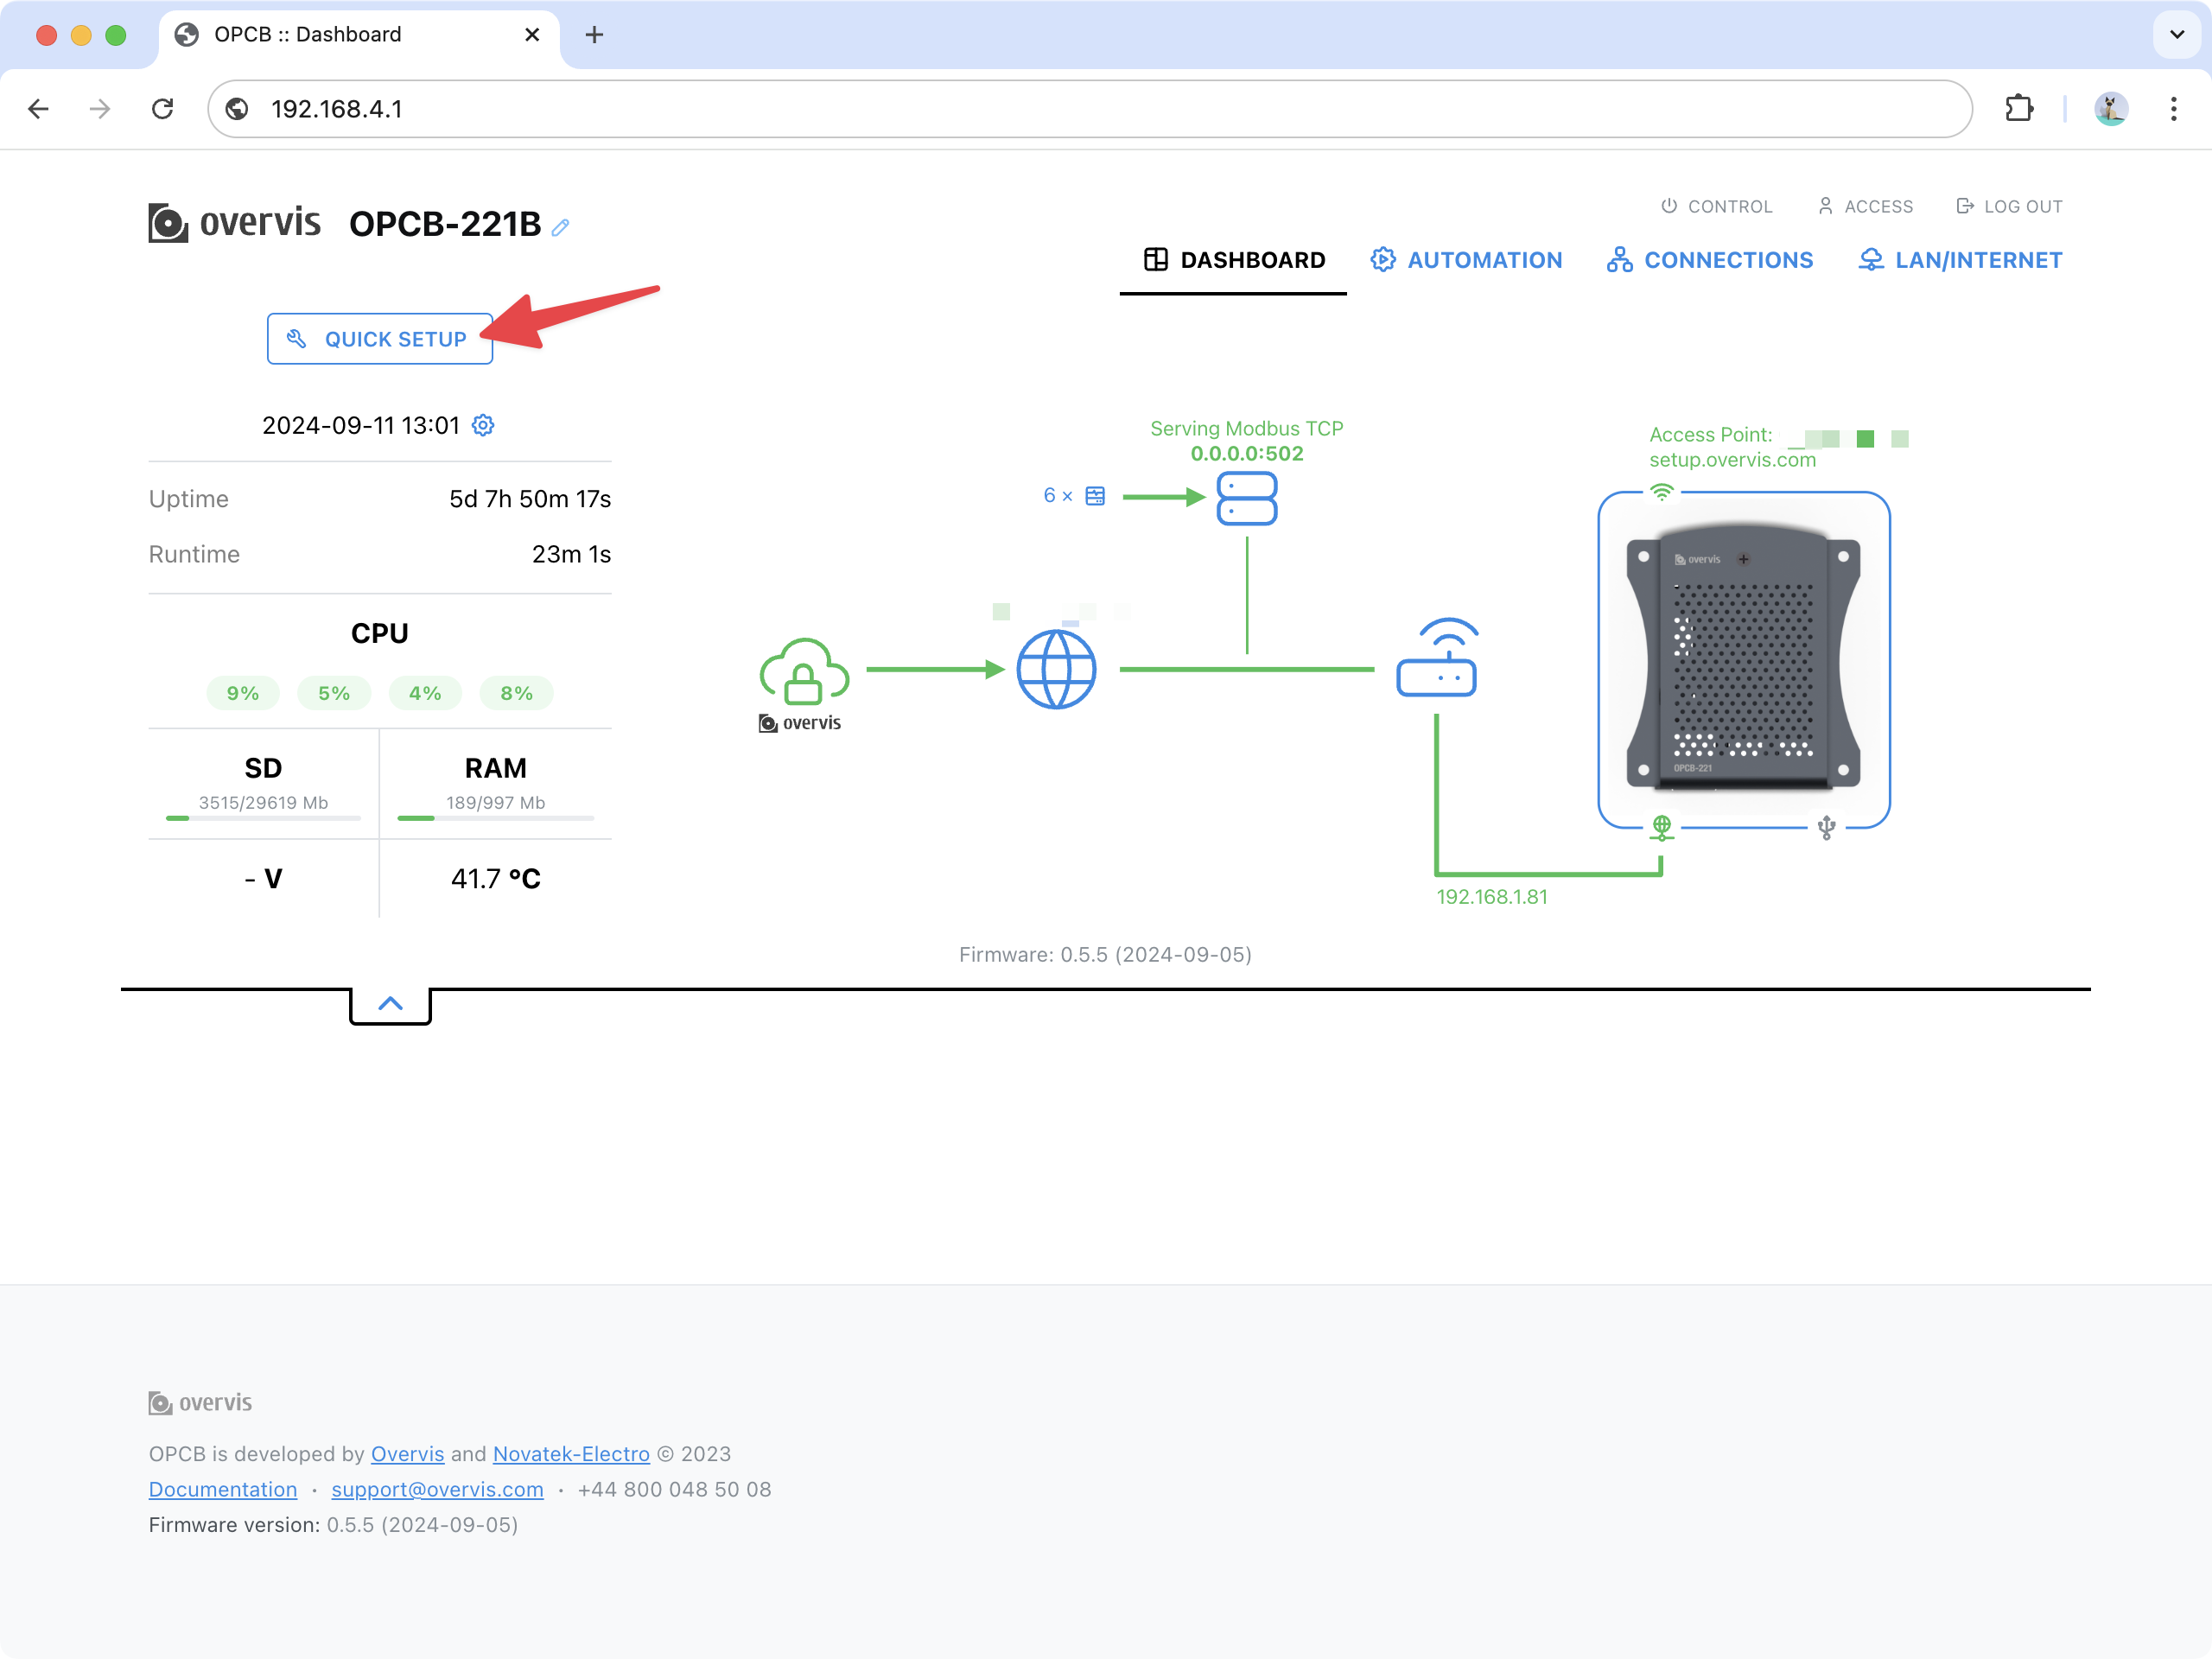 OPCB :: Dashboard
192.168.4.1
overvis OPCB-221B
CONTROL ACCESS LOG OUT
DASHBOARD AUTOMATION CONNECTIONS LAN/INTERNET
QUICK SETUP
2024-09-11 13:01
Uptime 5d 7h 50m 17s
Runtime 23m 1s
CPU
9% 5% 4% 8%
SD
3515/29619 Mb
RAM
189/997 Mb
- V
41.7 °C
Serving Modbus TCP
0.0.0.0:502
6 ×
overvis
Access Point:
setup.overvis.com
overvis
OPCB-221
192.168.1.81
Firmware: 0.5.5 (2024-09-05)
overvis
OPCB is developed by Overvis and Novatek-Electro © 2023
Documentation · support@overvis.com · +44 800 048 50 08
Firmware version: 0.5.5 (2024-09-05)